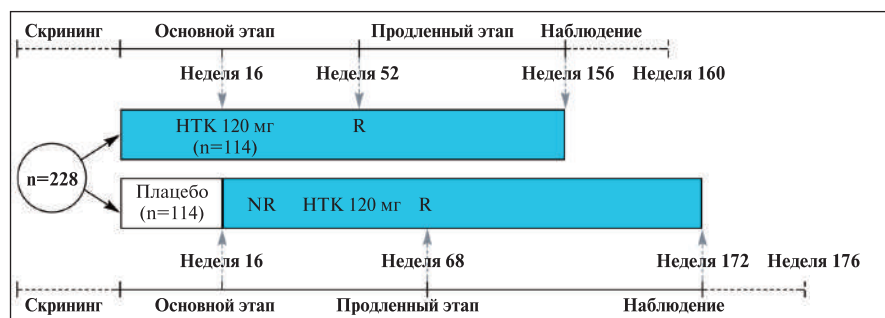 Скрининг Основной этап Продленный этап Наблюдение
Неделя 16 Неделя 52 Неделя 156 Неделя 160
НТК 120 мг R
(n=114)
n=228
Плацебо
(n=114)
NR НТК 120 мг R
Неделя 16 Неделя 68 Неделя 172 Неделя 176
Скрининг Основной этап Продленный этап Наблюдение